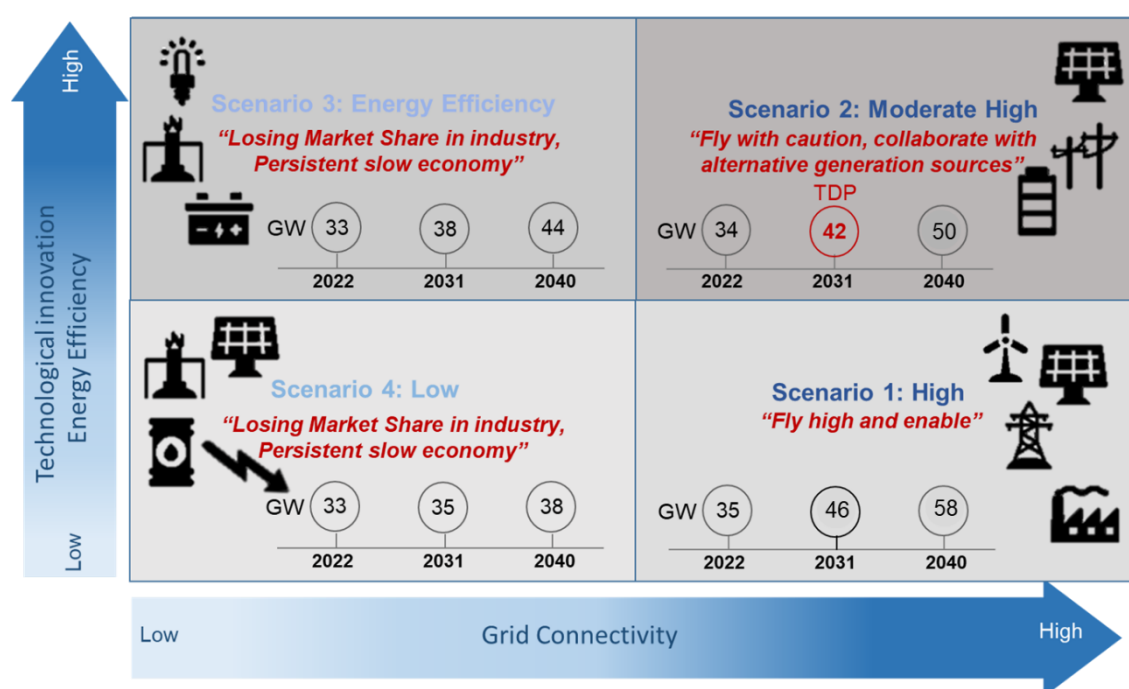 High
Technological innovation
Energy Efficiency
Low
Scenario 3: Energy Efficiency
“Losing Market Share in industry,
Persistent slow economy”
GW 33 38 44
2022 2031 2040
Scenario 2: Moderate High
“Fly with caution, collaborate with
alternative generation sources”
TDP
GW 34 42 50
2022 2031 2040
Scenario 4: Low
“Losing Market Share in industry,
Persistent slow economy”
GW 33 35 38
2022 2031 2040
Scenario 1: High
“Fly high and enable”
GW 35 46 58
2022 2031 2040
Low Grid Connectivity High